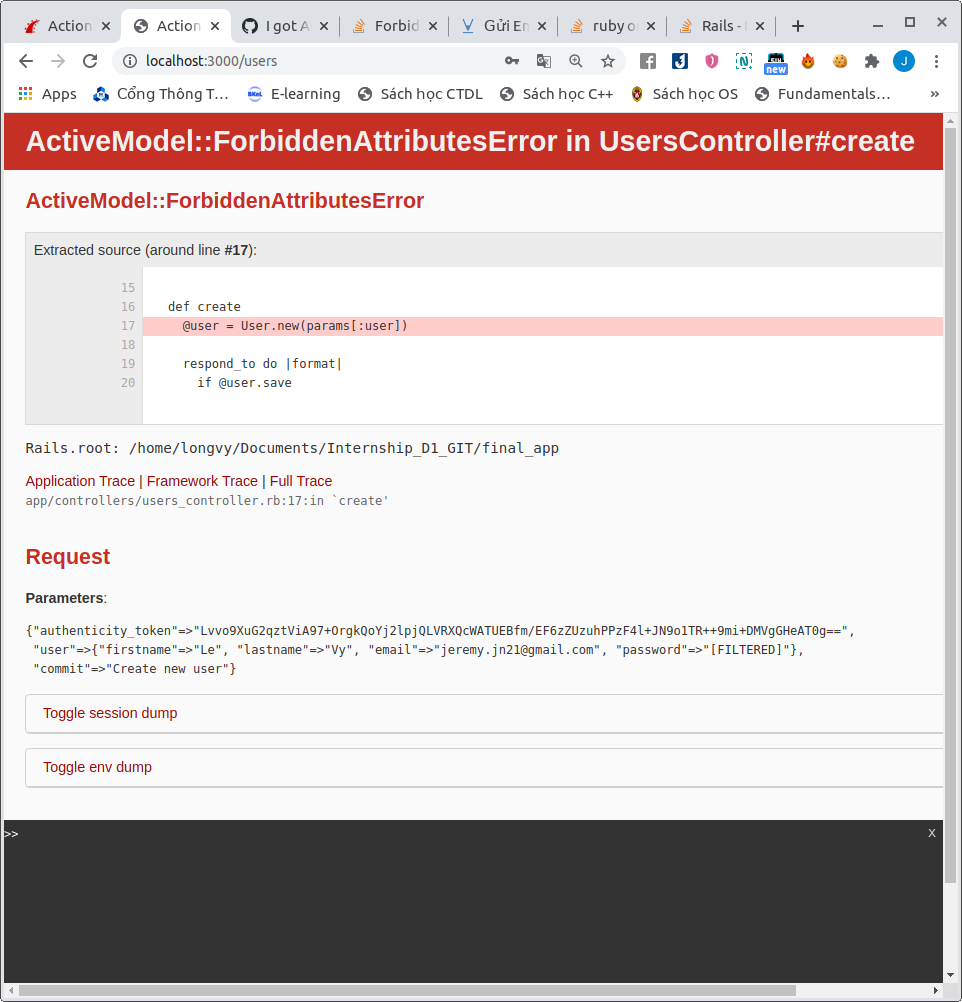 Action
Action
I got A
Forbid
Gửi Em
ruby o
Rails -
localhost:3000/users
new
J
Apps
Cổng Thông T...
BKeL
E-learning
Sách học CTDL
Sách học C++
Sách học OS
Fundamentals...
»
ActiveModel::ForbiddenAttributesError in UsersController#create
ActiveModel::ForbiddenAttributesError
Extracted source (around line #17):
15
16 def create
17 @user = User.new(params[:user])
18
19 respond_to do |format|
20 if @user.save
Rails.root: /home/longvy/Documents/Internship_D1_GIT/final_app
Application Trace | Framework Trace | Full Trace
app/controllers/users_controller.rb:17:in `create'
Request
Parameters:
{"authenticity_token"=>"Lvvo9XuG2qztViA97+OrgkQoYj2lpjQLVRXQcWATUEBfm/EF6zZUzuhPPzF4l+JN9o1TR++9mi+DMVgGHeAT0g==",
"user"=>{"firstname"=>"Le", "lastname"=>"Vy", "email"=>"jeremy.jn21@gmail.com", "password"=>"[FILTERED]"},
"commit"=>"Create new user"}
Toggle session dump
Toggle env dump
>>
x